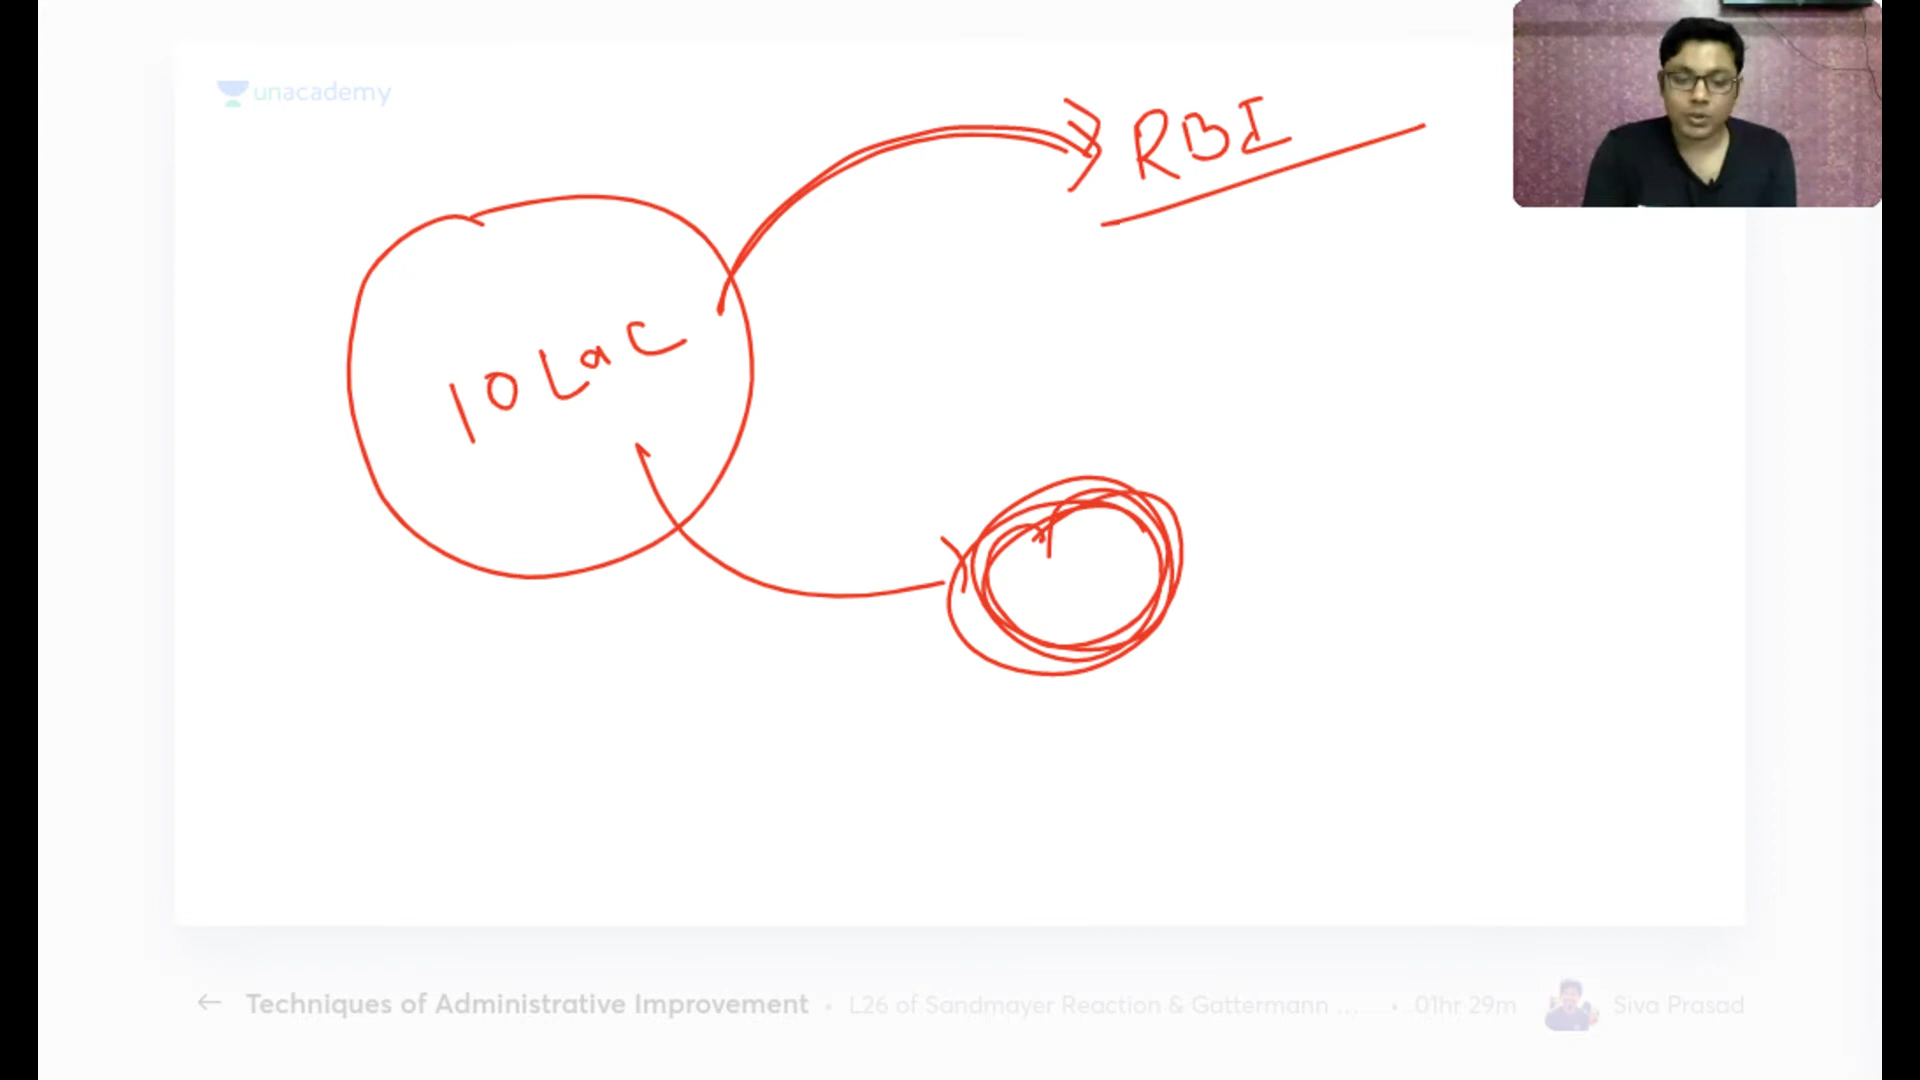 unacademy
RBI
10 Lac
← Techniques of Administrative Improvement • L26 of Sandmayer Reaction & Gattermann ...... • 01hr 29m Siva Prasad